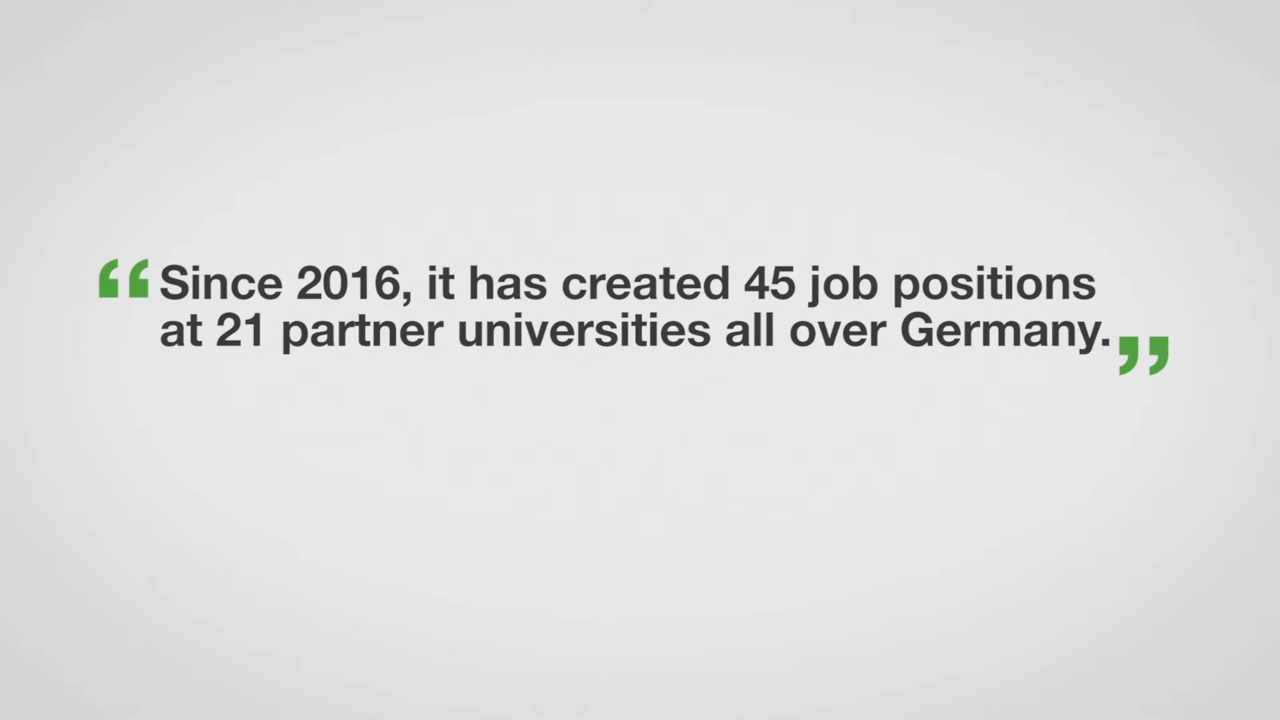 “Since 2016, it has created 45 job positions
at 21 partner universities all over Germany.”